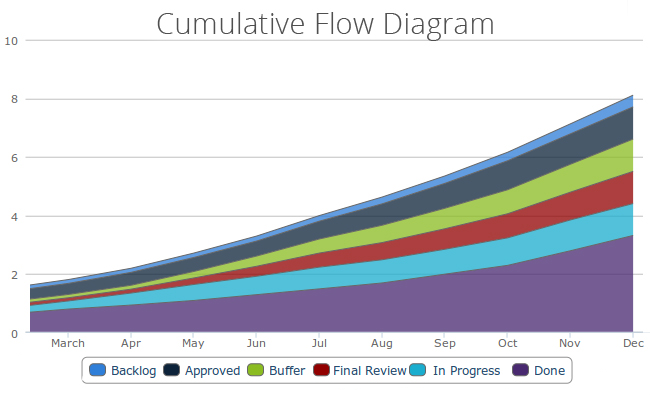 Cumulative Flow Diagram
10
8
6
4
2
0
March Apr May Jun Jul Aug Sep Oct Nov Dec
Backlog Approved Buffer Final Review In Progress Done